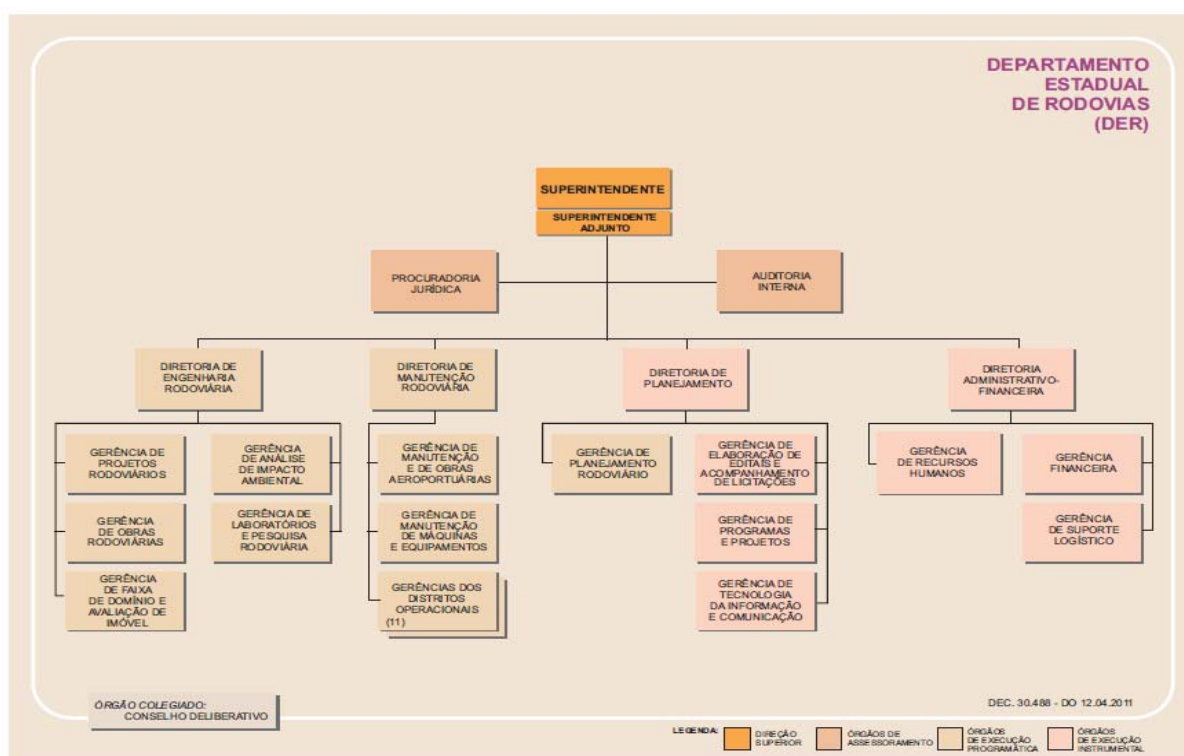 DEPARTAMENTO
ESTADUAL
DE RODOVIAS
(DER)
SUPERINTENDENTE
SUPERINTENDENTE
ADJUNTO
PROCURADORIA
JURÍDICA
AUDITORIA
INTERNA
DIRETORIA DE
ENGENHARIA
RODOVIÁRIA
DIRETORIA DE
MANUTENÇÃO
RODOVIÁRIA
DIRETORIA DE
PLANEJAMENTO
DIRETORIA
ADMINISTRATIVO-
FINANCEIRA
GERÊNCIA DE
PROJETOS
RODOVIÁRIOS
GERÊNCIA
DE ANÁLISE
DE IMPACTO
AMBIENTAL
GERÊNCIA DE
MANUTENÇÃO
E DE OBRAS
AEROPORTUÁRIAS
GERÊNCIA DE
PLANEJAMENTO
RODOVIÁRIO
GERÊNCIA DE
ELABORAÇÃO DE
EDITAIS E
ACOMPANHAMENTO
DE LICITAÇÕES
GERÊNCIA
DE RECURSOS
HUMANOS
GERÊNCIA
FINANCEIRA
GERÊNCIA
DE OBRAS
RODOVIÁRIAS
GERÊNCIA DE
LABORATÓRIOS
E PESQUISA
RODOVIÁRIA
GERÊNCIA DE
MANUTENÇÃO
DE MÁQUINAS
E EQUIPAMENTOS
GERÊNCIA DE
PROGRAMAS
E PROJETOS
GERÊNCIA
DE SUPORTE
LOGÍSTICO
GERÊNCIA
DE FAIXA
DE DOMÍNIO E
AVALIAÇÃO DE
IMÓVEL
GERÊNCIAS DOS
DISTRITOS
OPERACIONAIS
(11)
GERÊNCIA DE
TECNOLOGIA
DA INFORMAÇÃO
E COMUNICAÇÃO
ÓRGÃO COLEGIADO:
CONSELHO DELIBERATIVO
DEC. 30.488 - DO 12.04.2011
LEGENDA:
DIREÇÃO
SUPERIOR
ÓRGÃOS DE
ASSESSORAMENTO
ÓRGÃOS
DE EXECUÇÃO
PROGRAMÁTICA
ÓRGÃOS
DE EXECUÇÃO
INSTRUMENTAL